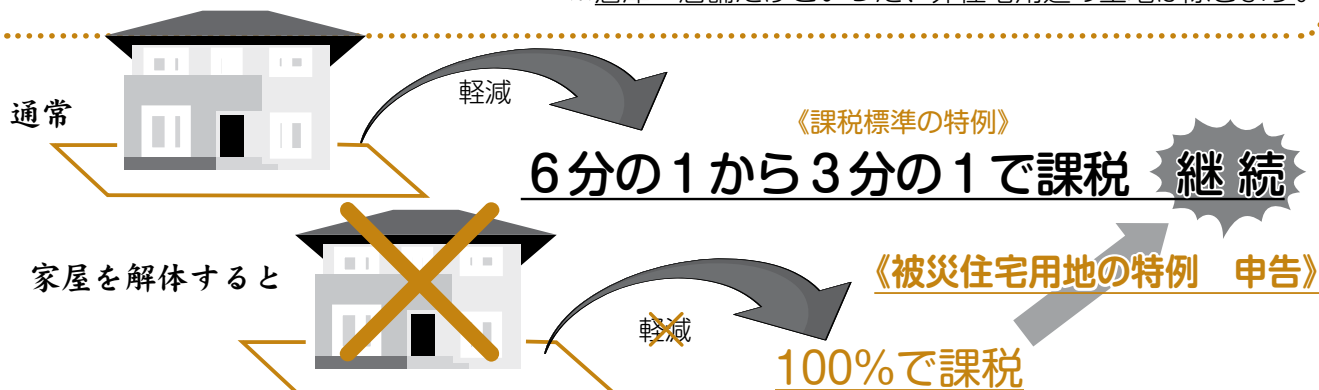 通常
軽減
《課税標準の特例》
６分の１から３分の１で課税
継続
家屋を解体すると
軽減
《被災住宅用地の特例　申告》
100％で課税